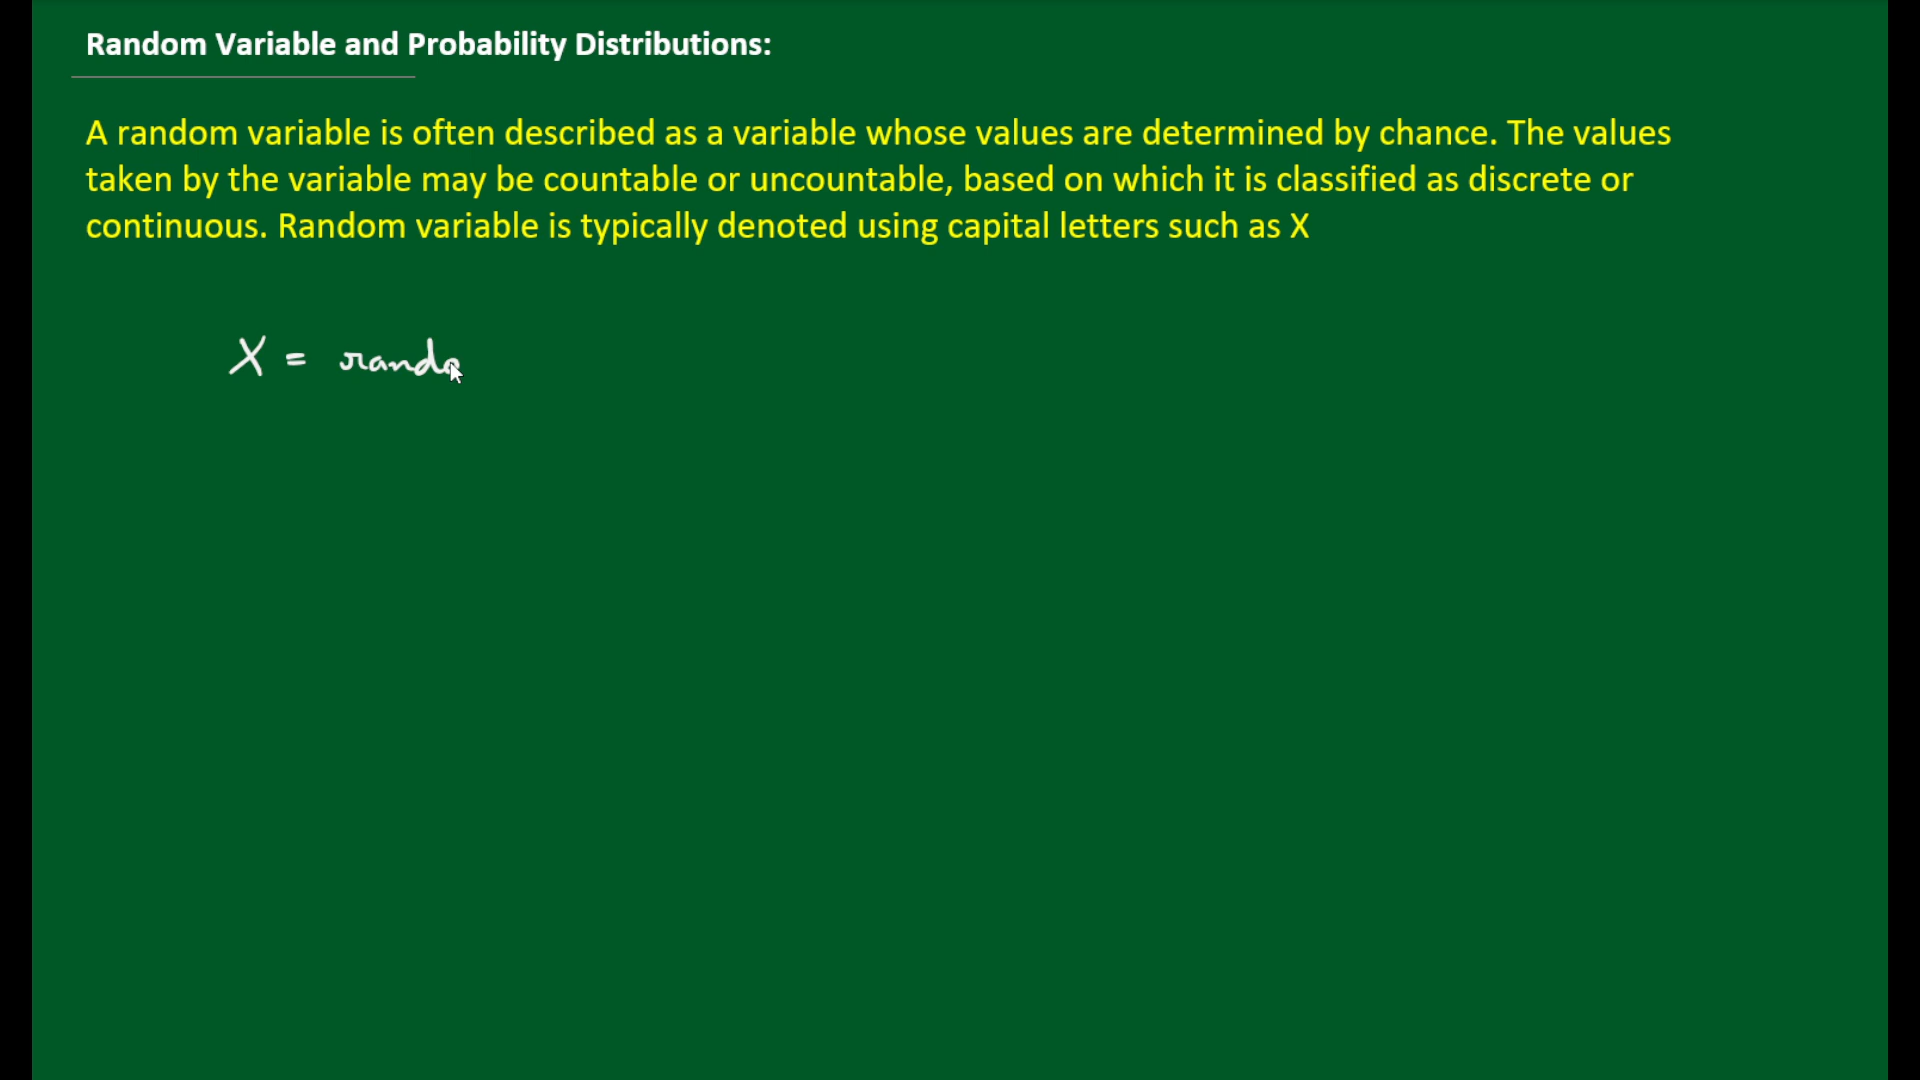 Random Variable and Probability Distributions:
A random variable is often described as a variable whose values are determined by chance. The values
taken by the variable may be countable or uncountable, based on which it is classified as discrete or
continuous. Random variable is typically denoted using capital letters such as X
X = rando